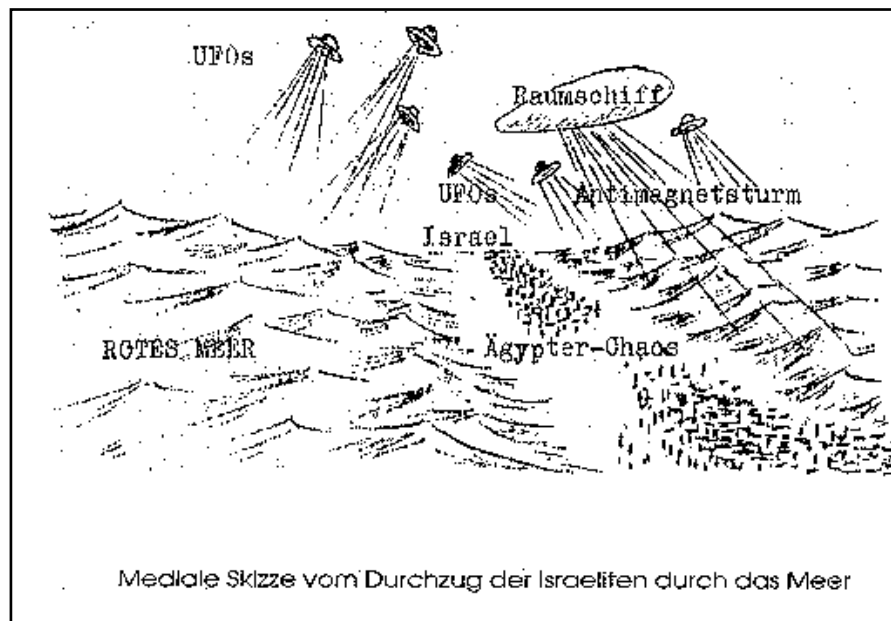 UFOs
Raumschiff
UFOs
Antimagnetsturm
Israel
ROTES MEER
Ägypter-Chaos
Mediale Skizze vom Durchzug der Israeliten durch das Meer